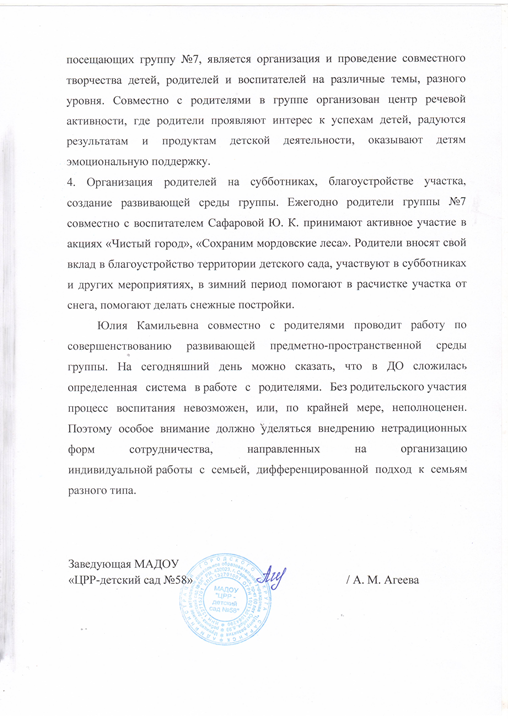 посещающих группу №7, является организация и проведение совместного
творчества детей, родителей и воспитателей на различные темы, разного
уровня. Совместно с родителями в группе организован центр речевой
активности, где родители проявляют интерес к успехам детей, радуются
результатам и продуктам детской деятельности, оказывают детям
эмоциональную поддержку.
4. Организация родителей на субботниках, благоустройстве участка,
создание развивающей среды группы. Ежегодно родители группы №7
совместно с воспитателем Сафаровой Ю. К. принимают активное участие в
акциях «Чистый город», «Сохраним мордовские леса». Родители вносят свой
вклад в благоустройство территории детского сада, участвуют в субботниках
и других мероприятиях, в зимний период помогают в расчистке участка от
снега, помогают делать снежные постройки.
Юлия Камильевна совместно с родителями проводит работу по
совершенствованию развивающей предметно-пространственной среды
группы. На сегодняшний день можно сказать, что в ДО сложилась
определенная система в работе с родителями. Без родительского участия
процесс воспитания невозможен, или, по крайней мере, неполноценен.
Поэтому особое внимание должно уделяться внедрению нетрадиционных
форм сотрудничества, направленных на организацию
индивидуальной работы с семьей, дифференцированной подход к семьям
разного типа.
Заведующая МАДОУ
«ЦРР-детский сад №58» / А. М. Агеева
МАДОУ
"ЦРР -
детский
сад №58"